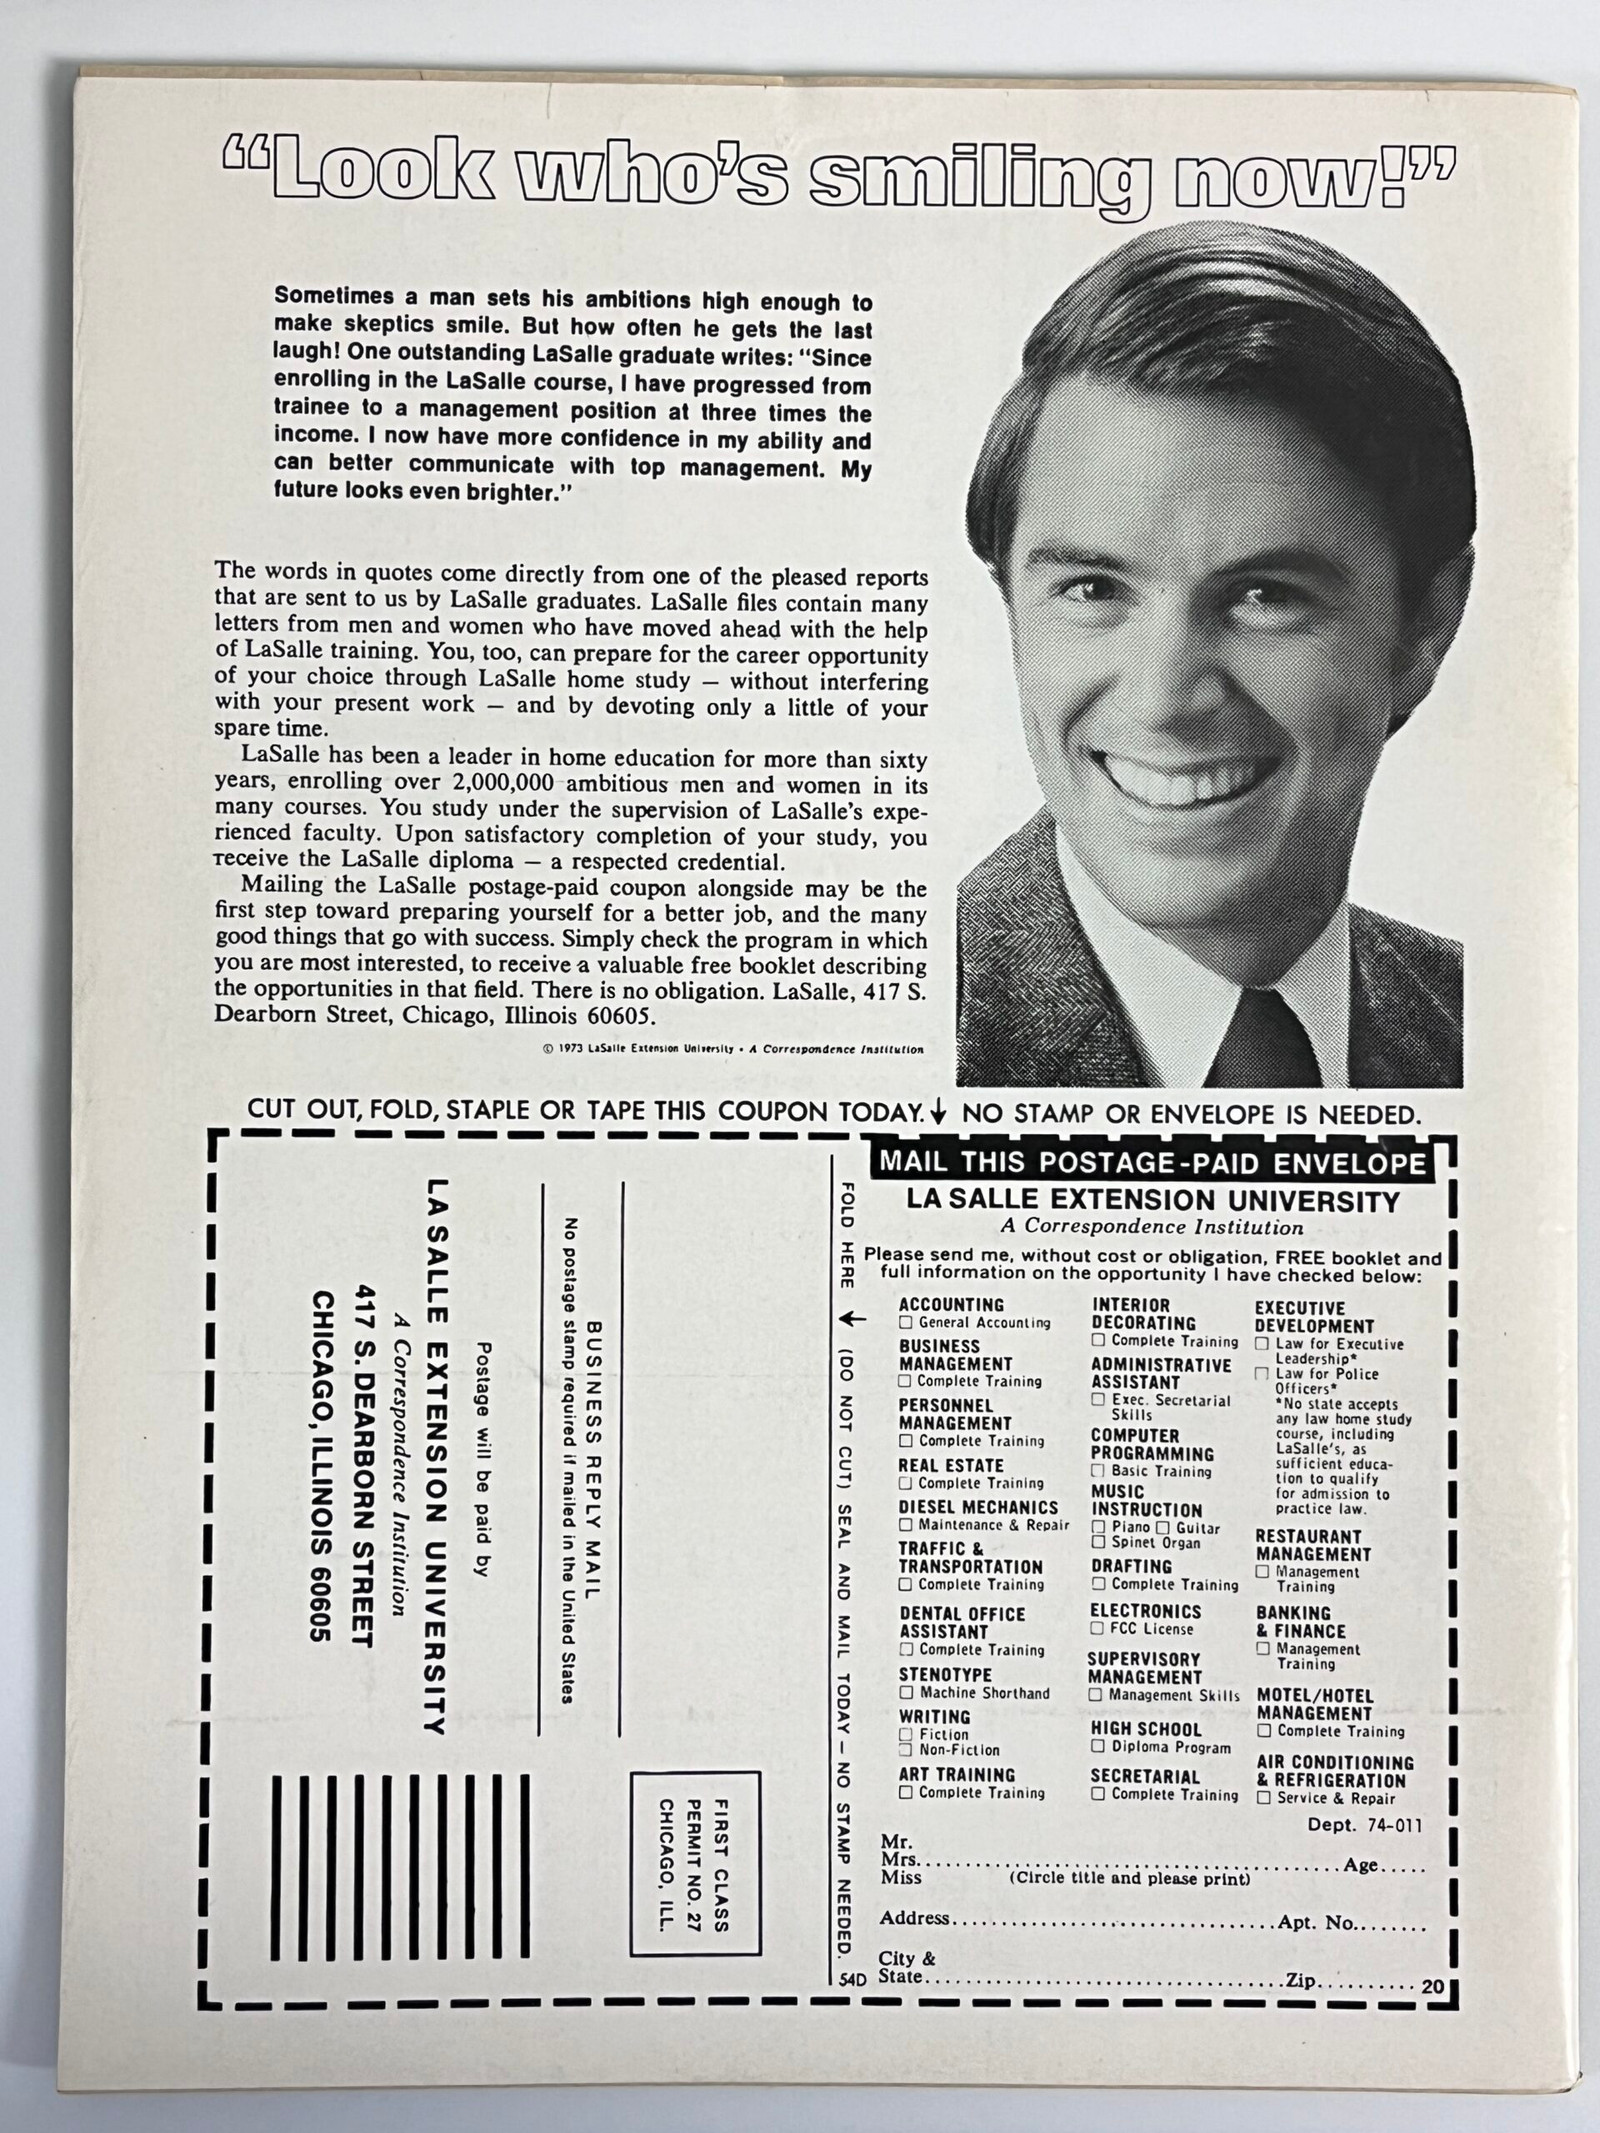 “Look who’s smiling now!”
Sometimes a man sets his ambitions high enough to
make skeptics smile. But how often he gets the last
laugh! One outstanding LaSalle graduate writes: “Since
enrolling in the LaSalle course, I have progressed from
trainee to a management position at three times the
income. I now have more confidence in my ability and
can better communicate with top management. My
future looks even brighter.”
The words in quotes come directly from one of the pleased reports
that are sent to us by LaSalle graduates. LaSalle files contain many
letters from men and women who have moved ahead with the help
of LaSalle training. You, too, can prepare for the career opportunity
of your choice through LaSalle home study — without interfering
with your present work — and by devoting only a little of your
spare time.
LaSalle has been a leader in home education for more than sixty
years, enrolling over 2,000,000 ambitious men and women in its
many courses. You study under the supervision of LaSalle's expe-
rienced faculty. Upon satisfactory completion of your study, you
receive the LaSalle diploma — a respected credential.
Mailing the LaSalle postage-paid coupon alongside may be the
first step toward preparing yourself for a better job, and the many
good things that go with success. Simply check the program in which
you are most interested, to receive a valuable free booklet describing
the opportunities in that field. There is no obligation. LaSalle, 417 S.
Dearborn Street, Chicago, Illinois 60605.
© 1973 LaSalle Extension University • A Correspondence Institution
CUT OUT, FOLD, STAPLE OR TAPE THIS COUPON TODAY.↓ NO STAMP OR ENVELOPE IS NEEDED.
FIRST CLASS
PERMIT NO. 27
CHICAGO, ILL.
BUSINESS REPLY MAIL
No postage stamp required if mailed in the United States
Postage will be paid by
LA SALLE EXTENSION UNIVERSITY
A Correspondence Institution
417 S. DEARBORN STREET
CHICAGO, ILLINOIS 60605
FOLD HERE ↓ (DO NOT CUT) SEAL AND MAIL TODAY — NO STAMP NEEDED.
54D
MAIL THIS POSTAGE-PAID ENVELOPE
LA SALLE EXTENSION UNIVERSITY
A Correspondence Institution
Please send me, without cost or obligation, FREE booklet and
full information on the opportunity I have checked below:
ACCOUNTING
☐ General Accounting
BUSINESS
MANAGEMENT
☐ Complete Training
PERSONNEL
MANAGEMENT
☐ Complete Training
REAL ESTATE
☐ Complete Training
DIESEL MECHANICS
☐ Maintenance & Repair
TRAFFIC &
TRANSPORTATION
☐ Complete Training
DENTAL OFFICE
ASSISTANT
☐ Complete Training
STENOTYPE
☐ Machine Shorthand
WRITING
☐ Fiction
☐ Non-Fiction
ART TRAINING
☐ Complete Training
INTERIOR
DECORATING
☐ Complete Training
ADMINISTRATIVE
ASSISTANT
☐ Exec. Secretarial
Skills
COMPUTER
PROGRAMMING
☐ Basic Training
MUSIC
INSTRUCTION
☐ Piano ☐ Guitar
☐ Spinet Organ
DRAFTING
☐ Complete Training
ELECTRONICS
☐ FCC License
SUPERVISORY
MANAGEMENT
☐ Management Skills
HIGH SCHOOL
☐ Diploma Program
SECRETARIAL
☐ Complete Training
EXECUTIVE
DEVELOPMENT
☐ Law for Executive
Leadership*
☐ Law for Police
Officers*
*No state accepts
any law home study
course, including
LaSalle's, as
sufficient educa-
tion to qualify
for admission to
practice law.
RESTAURANT
MANAGEMENT
☐ Management
Training
BANKING
& FINANCE
☐ Management
Training
MOTEL/HOTEL
MANAGEMENT
☐ Complete Training
AIR CONDITIONING
& REFRIGERATION
☐ Service & Repair
Dept. 74-011
Mr.
Mrs. Age
Miss (Circle title and please print)
Address Apt. No.
City &
State Zip 20